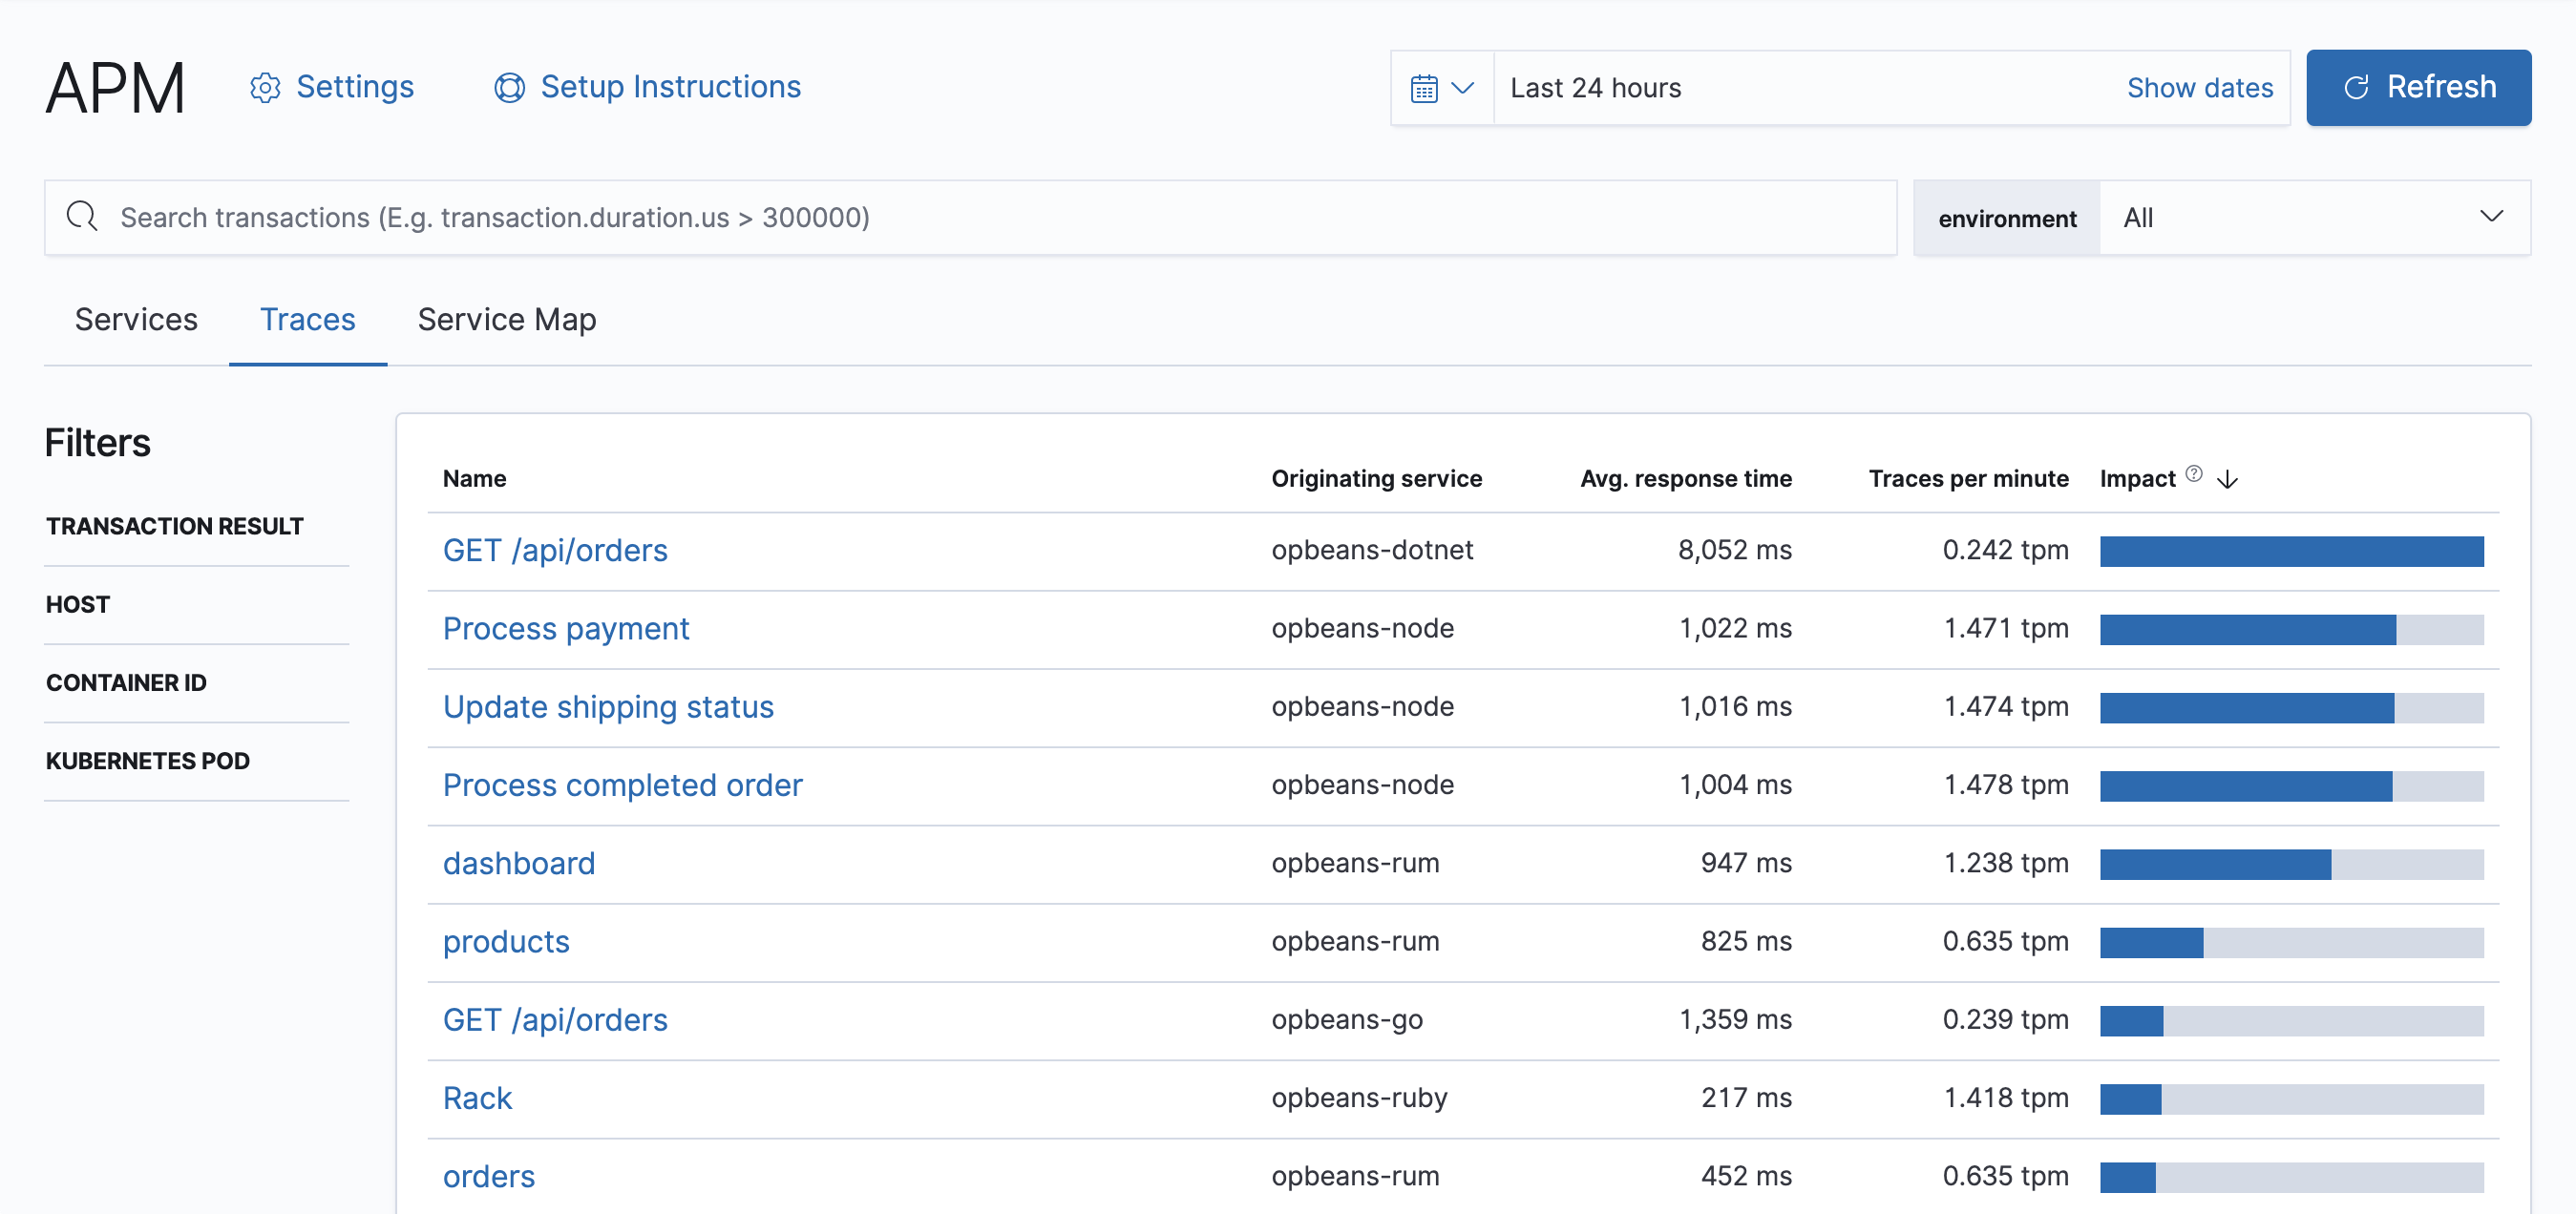 APM Settings Setup Instructions Last 24 hours Show dates Refresh
Search transactions (E.g. transaction.duration.us > 300000) environment All
Services Traces Service Map
Filters
TRANSACTION RESULT
HOST
CONTAINER ID
KUBERNETES POD
Name Originating service Avg. response time Traces per minute Impact ?
GET /api/orders opbeans-dotnet 8,052 ms 0.242 tpm
Process payment opbeans-node 1,022 ms 1.471 tpm
Update shipping status opbeans-node 1,016 ms 1.474 tpm
Process completed order opbeans-node 1,004 ms 1.478 tpm
dashboard opbeans-rum 947 ms 1.238 tpm
products opbeans-rum 825 ms 0.635 tpm
GET /api/orders opbeans-go 1,359 ms 0.239 tpm
Rack opbeans-ruby 217 ms 1.418 tpm
orders opbeans-rum 452 ms 0.635 tpm